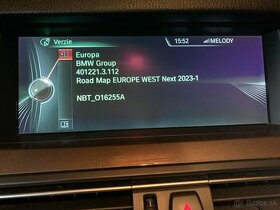 Verzie
15:52
MELODY
Europa
BMW Group
401221.3.112
Road Map EUROPE WEST Next 2023-1
NBT_O16255A
Bazos.sk